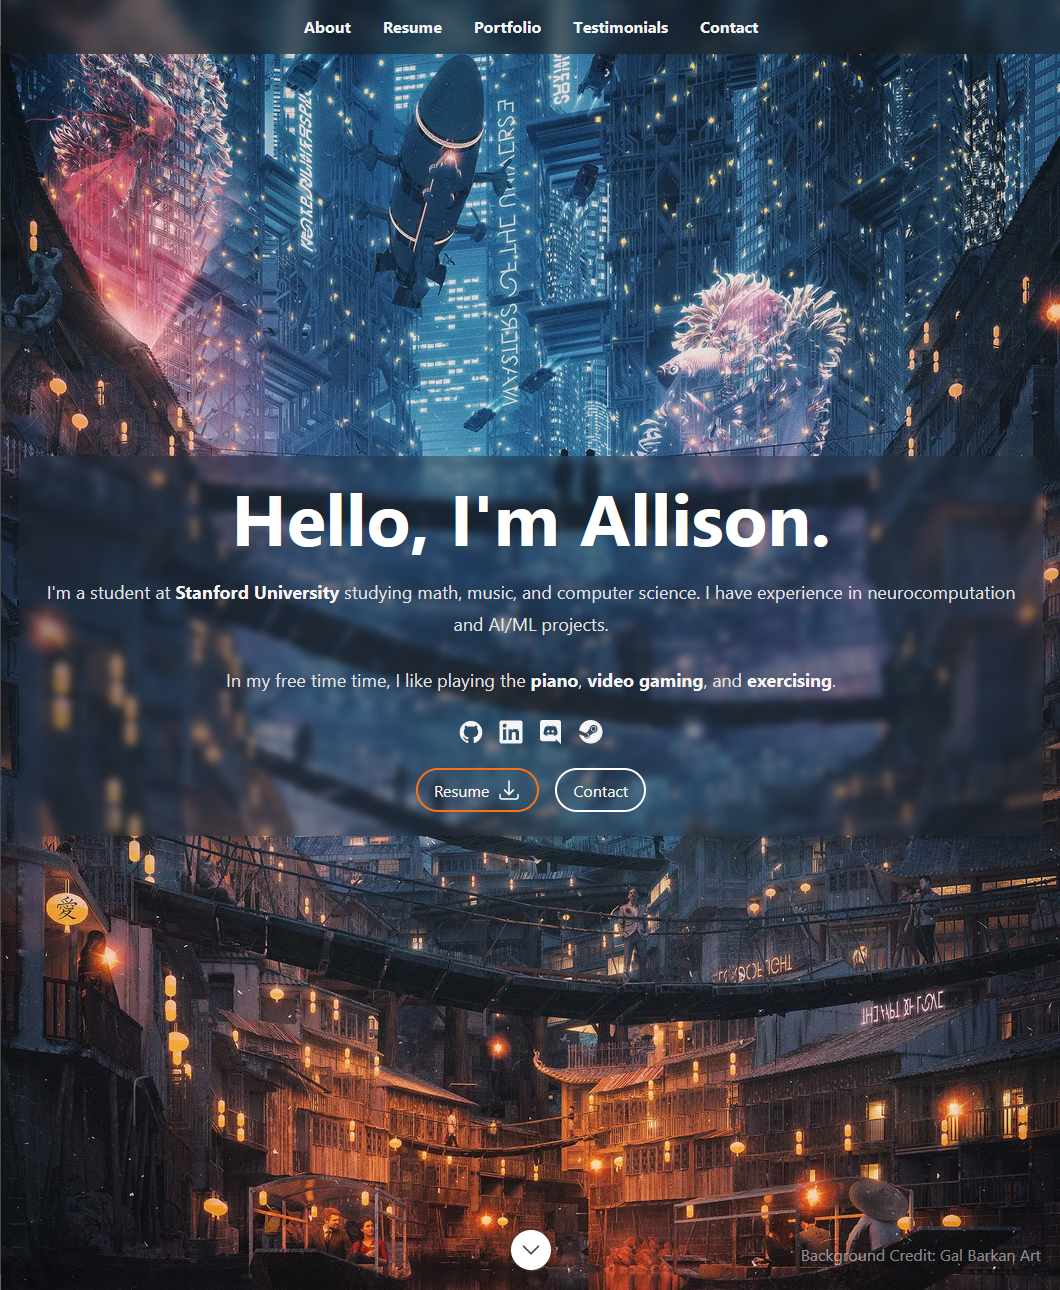 About Resume Portfolio Testimonials Contact
Hello, I'm Allison.
I'm a student at Stanford University studying math, music, and computer science. I have experience in neurocomputation
and AI/ML projects.
In my free time time, I like playing the piano, video gaming, and exercising.
in
Resume Contact
愛
Background Credit: Gal Barkan Art